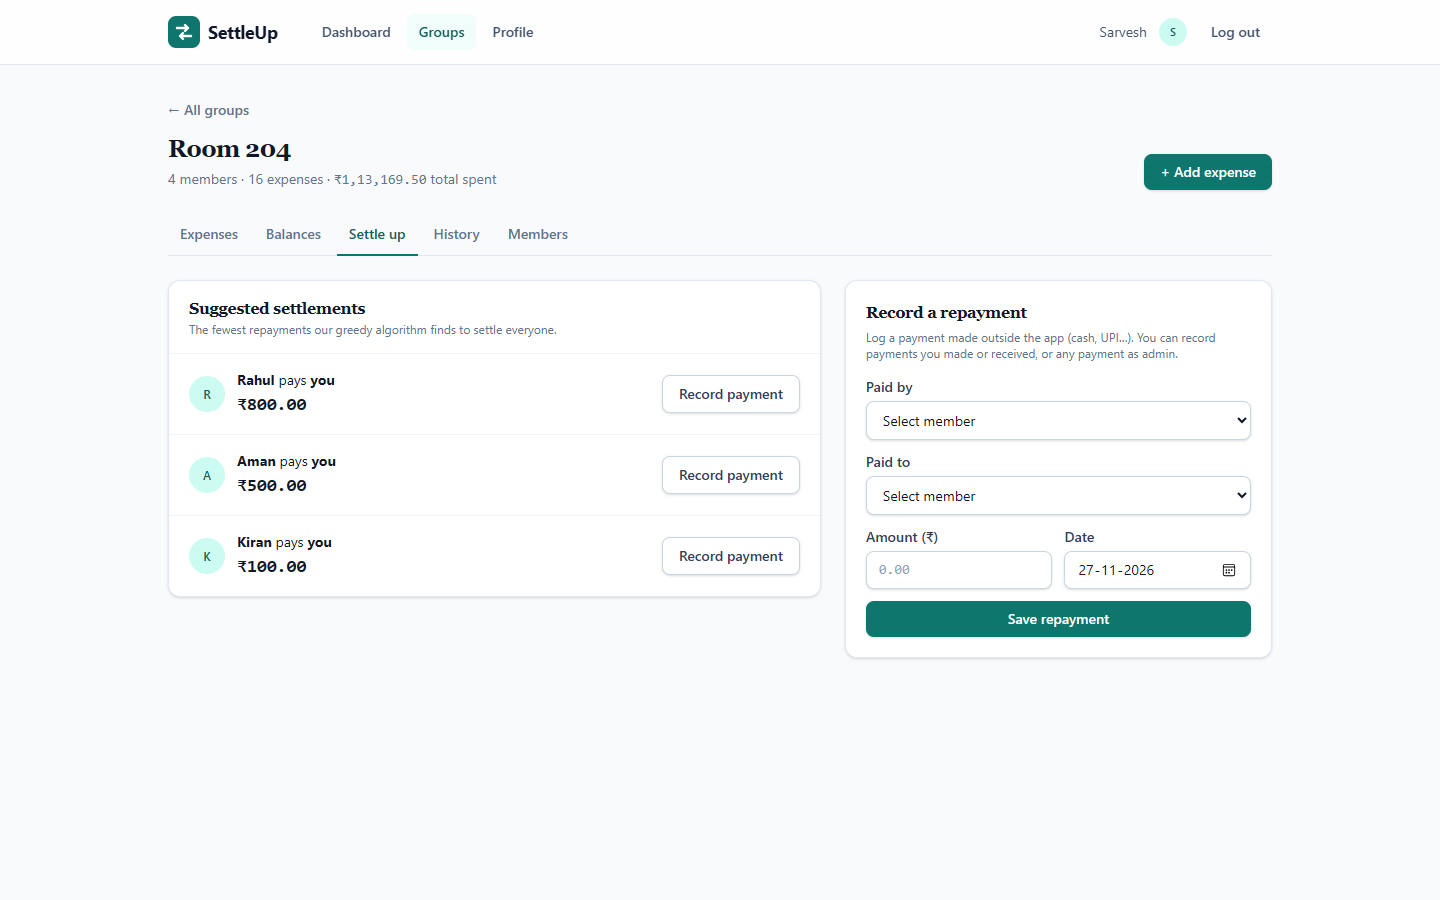 SettleUp
Dashboard
Groups
Profile
Sarvesh
S
Log out
← All groups
Room 204
4 members · 16 expenses · ₹1,13,169.50 total spent
+ Add expense
Expenses
Balances
Settle up
History
Members
Suggested settlements
The fewest repayments our greedy algorithm finds to settle everyone.
R
Rahul pays you
₹800.00
Record payment
A
Aman pays you
₹500.00
Record payment
K
Kiran pays you
₹100.00
Record payment
Record a repayment
Log a payment made outside the app (cash, UPI...). You can record
payments you made or received, or any payment as admin.
Paid by
Select member
Paid to
Select member
Amount (₹)
Date
0.00
27-11-2026
Save repayment